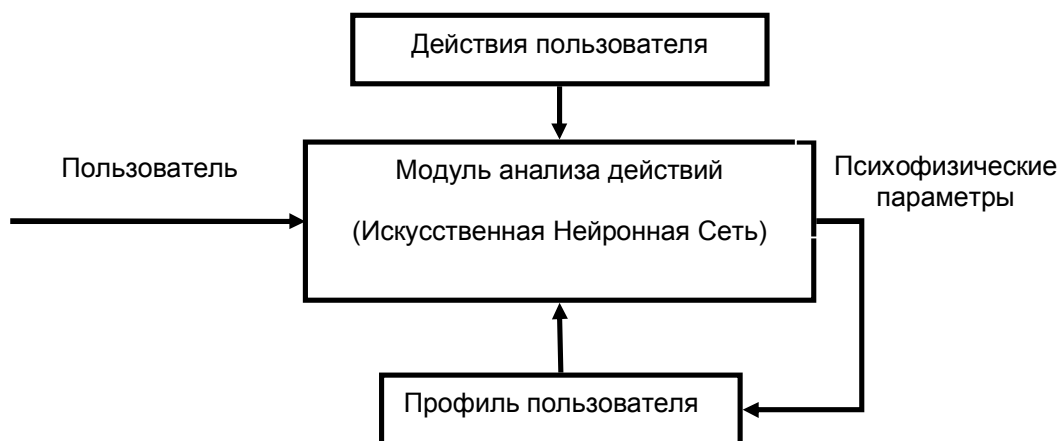 Действия пользователя
Пользователь
Модуль анализа действий
(Искусственная Нейронная Сеть)
Психофизические
параметры
Профиль пользователя